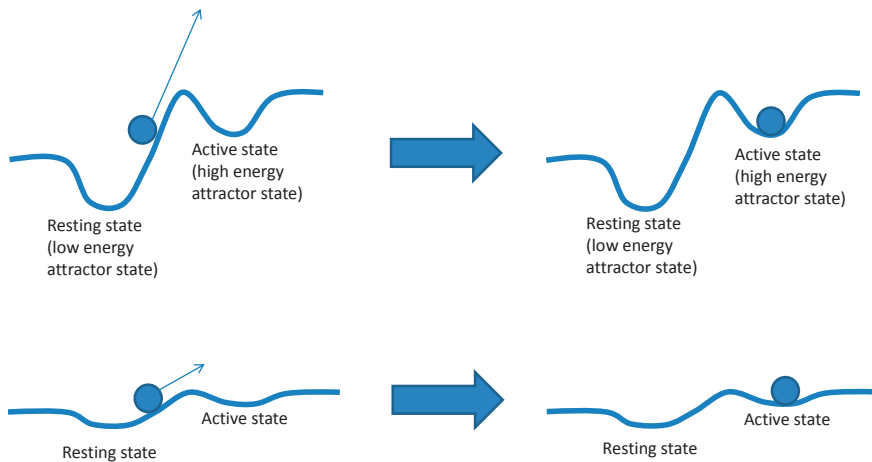 Active state
(high energy
attractor state)
Resting state
(low energy
attractor state)
Active state
(high energy
attractor state)
Resting state
(low energy
attractor state)
Active state
Resting state
Active state
Resting state